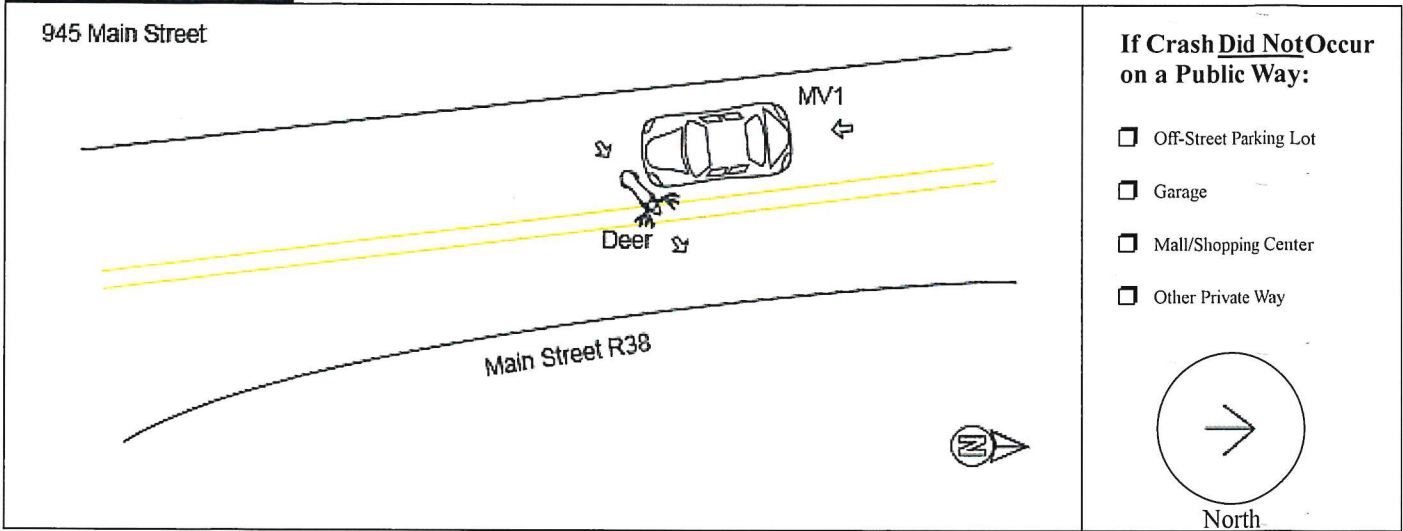 945 Main Street
MV1
Deer
Main Street R38
N
If Crash Did Not Occur
on a Public Way:
Off-Street Parking Lot
Garage
Mall/Shopping Center
Other Private Way
North